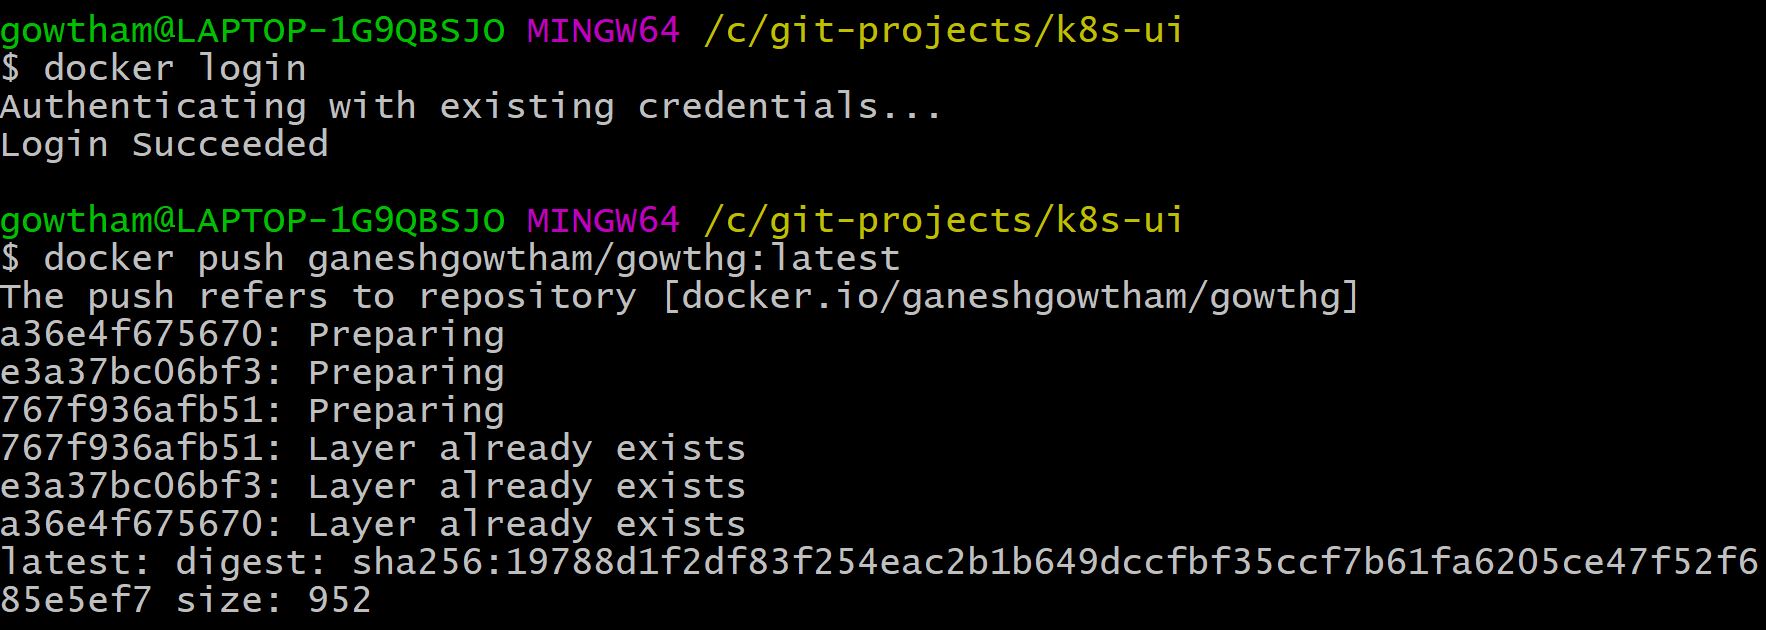 gowtham@LAPTOP-1G9QBSJO MINGW64 /c/git-projects/k8s-ui
$ docker login
Authenticating with existing credentials...
Login Succeeded
gowtham@LAPTOP-1G9QBSJO MINGW64 /c/git-projects/k8s-ui
$ docker push ganeshgowtham/gowthg:latest
The push refers to repository [docker.io/ganeshgowtham/gowthg]
a36e4f675670: Preparing
e3a37bc06bf3: Preparing
767f936afb51: Preparing
767f936afb51: Layer already exists
e3a37bc06bf3: Layer already exists
a36e4f675670: Layer already exists
latest: digest: sha256:19788d1f2df83f254eac2b1b649dccfbf35ccf7b61fa6205ce47f52f6
85e5ef7 size: 952